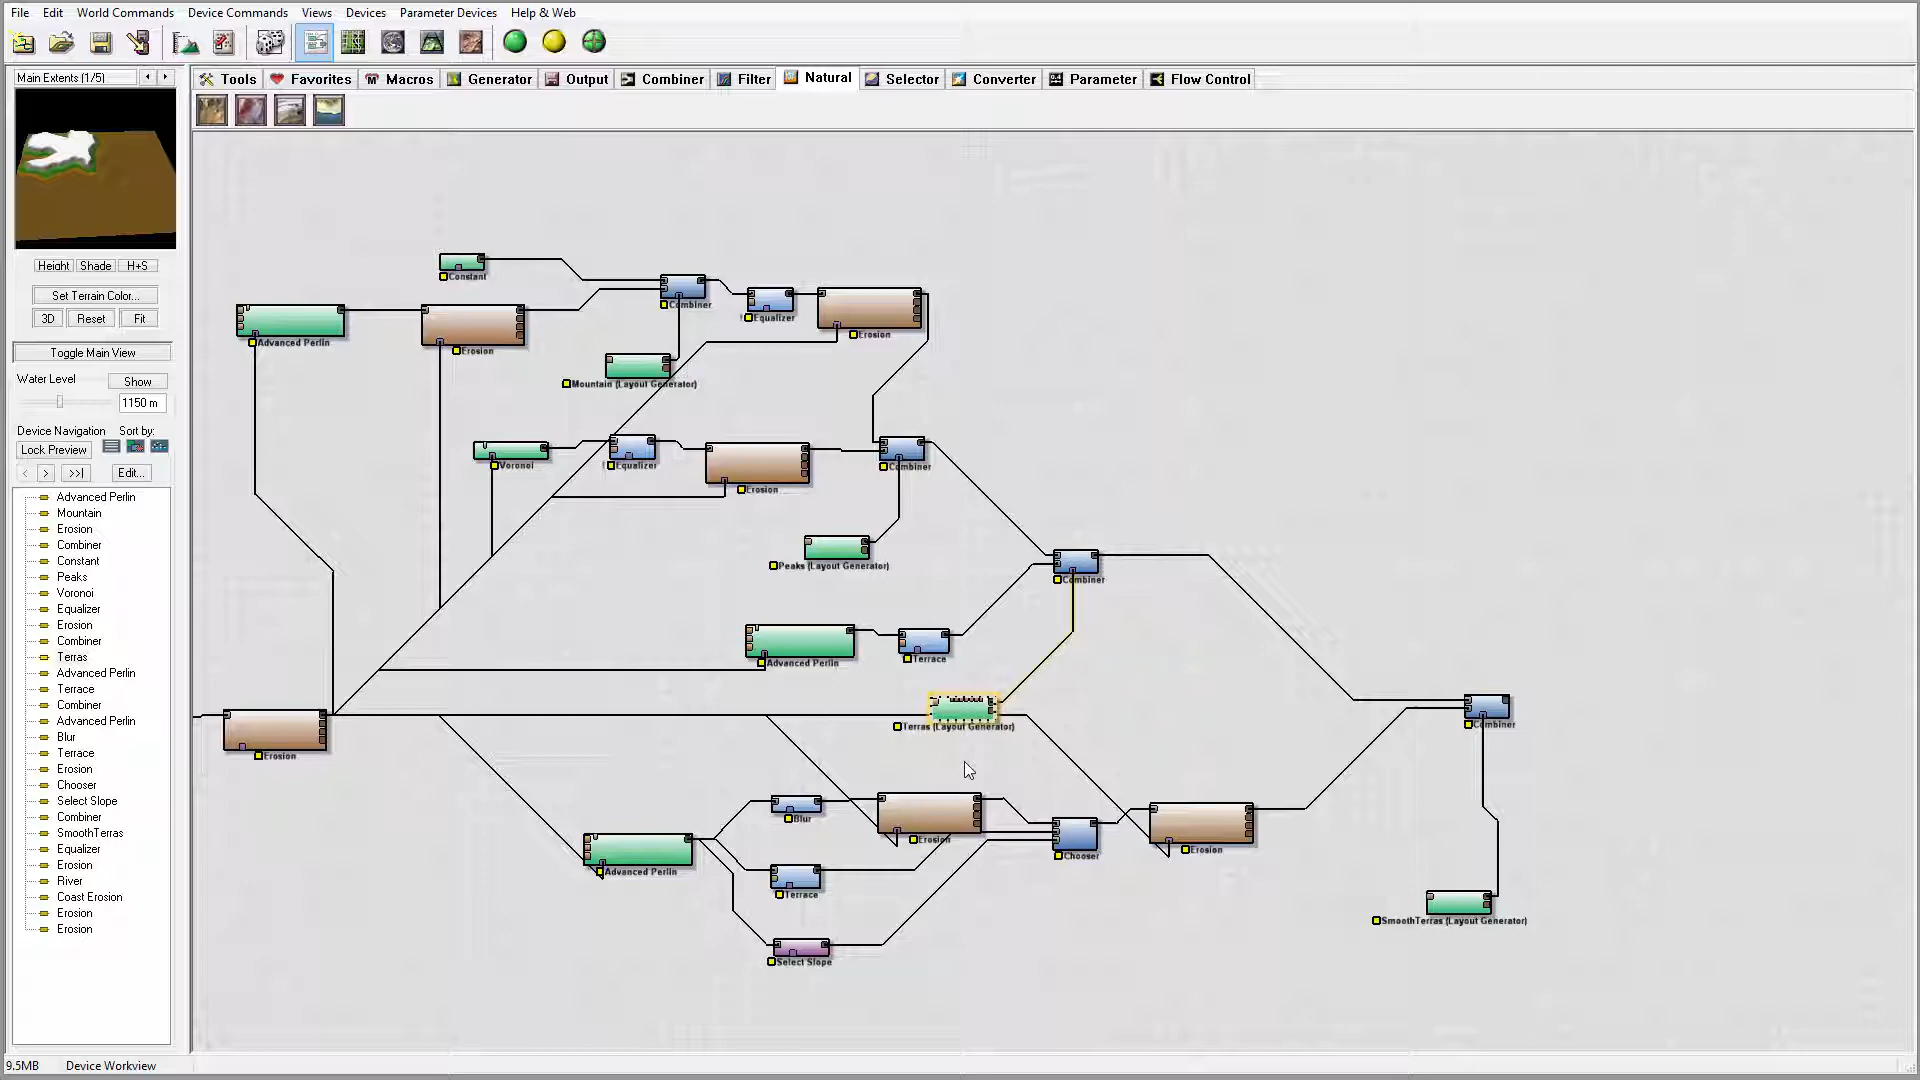 File Edit World Commands Device Commands Views Devices Parameter Devices Help & Web
Main Extents (1/5)
Tools Favorites Macros Generator Output Combiner Filter Natural Selector Converter Parameter Flow Control
Height Shade H+S
Set Terrain Color...
3D Reset Fit
Toggle Main View
Water Level Show
1150 m
Device Navigation Sort by:
Lock Preview
< > >>| Edit...
Advanced Perlin
Mountain
Erosion
Combiner
Constant
Peaks
Voronoi
Equalizer
Erosion
Combiner
Terras
Advanced Perlin
Terrace
Combiner
Advanced Perlin
Blur
Terrace
Erosion
Chooser
Select Slope
Combiner
SmoothTerras
Equalizer
Erosion
River
Coast Erosion
Erosion
Erosion
Constant
Combiner
Equalizer
Advanced Perlin
Erosion
Erosion
Mountain (Layout Generator)
Voronoi
Equalizer
Erosion
Combiner
Peaks (Layout Generator)
Combiner
Advanced Perlin
Terrace
Terras (Layout Generator)
Combiner
Erosion
Blur
Erosion
Chooser
Erosion
Advanced Perlin
Terrace
SmoothTerras (Layout Generator)
Select Slope
9.5MB Device Workview